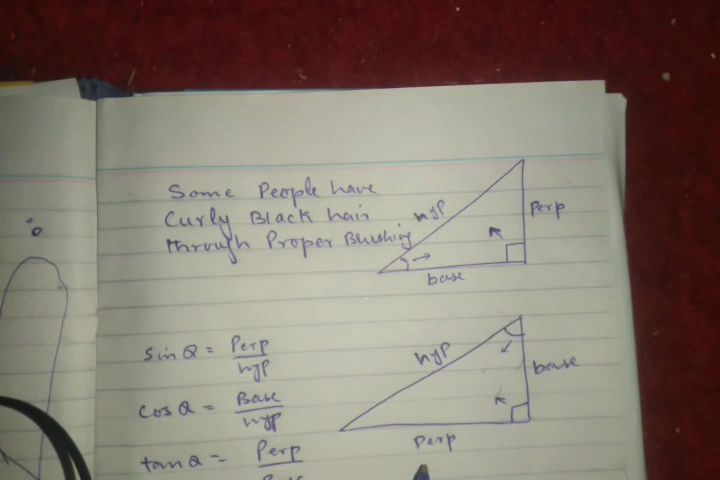 Some People have
Curly Black hair
through Proper Brushing
hyp
Perp
base
sin Q = Perp
hyp
cos Q = Base
hyp
tan Q = Perp
hyp
base
Perp